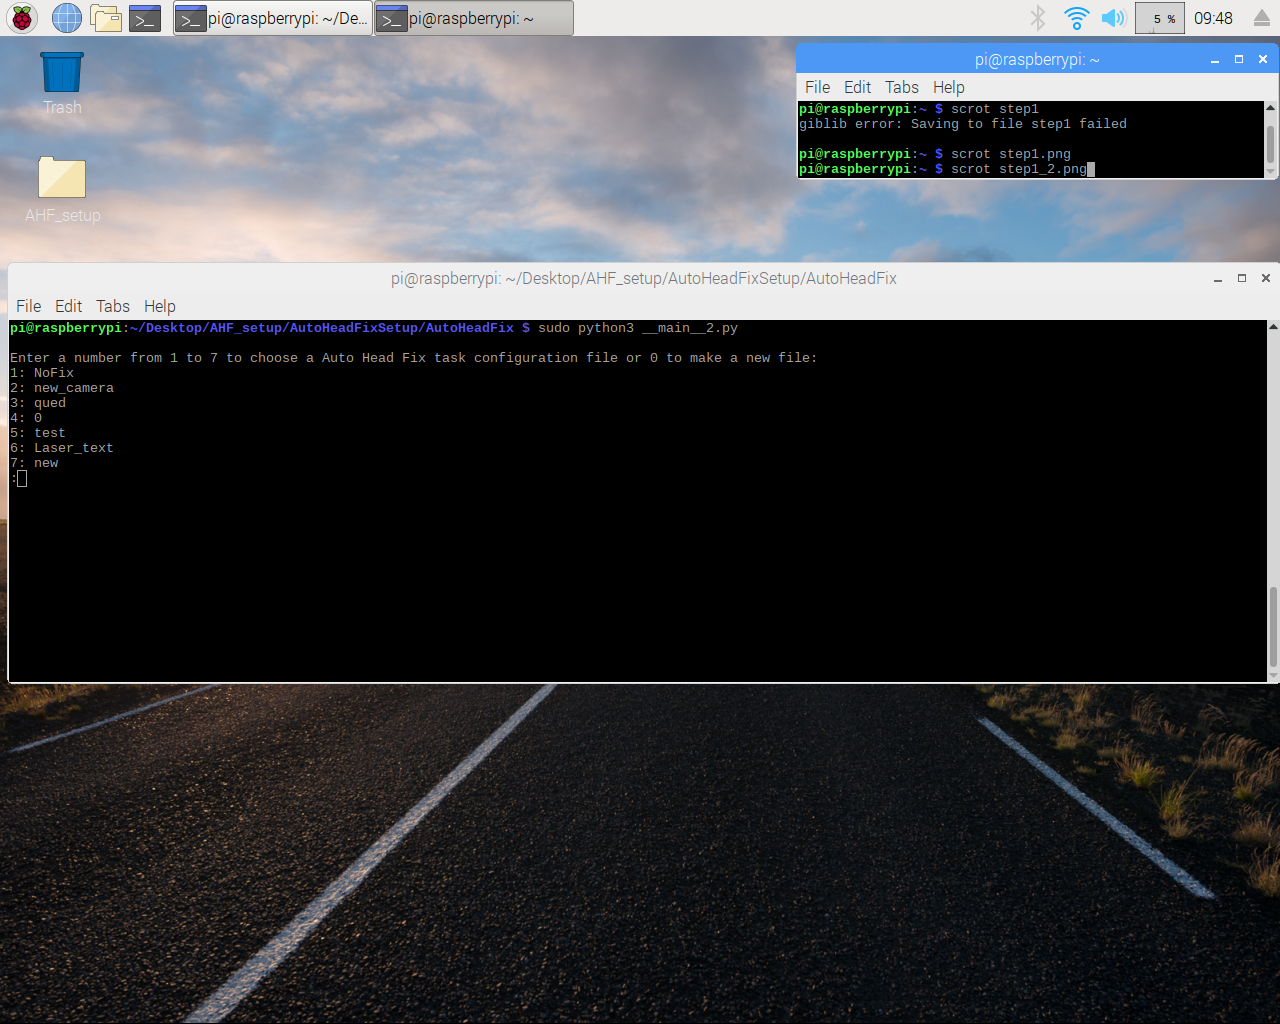 pi@raspberrypi: ~/De...
pi@raspberrypi: ~
5 %
09:48
Trash
AHF_setup
pi@raspberrypi: ~
File Edit Tabs Help
pi@raspberrypi:~ $ scrot step1
giblib error: Saving to file step1 failed
pi@raspberrypi:~ $ scrot step1.png
pi@raspberrypi:~ $ scrot step1_2.png
pi@raspberrypi: ~/Desktop/AHF_setup/AutoHeadFixSetup/AutoHeadFix
File Edit Tabs Help
pi@raspberrypi:~/Desktop/AHF_setup/AutoHeadFixSetup/AutoHeadFix $ sudo python3 __main__2.py
Enter a number from 1 to 7 to choose a Auto Head Fix task configuration file or 0 to make a new file:
1: NoFix
2: new_camera
3: qued
4: 0
5: test
6: Laser_text
7: new
: